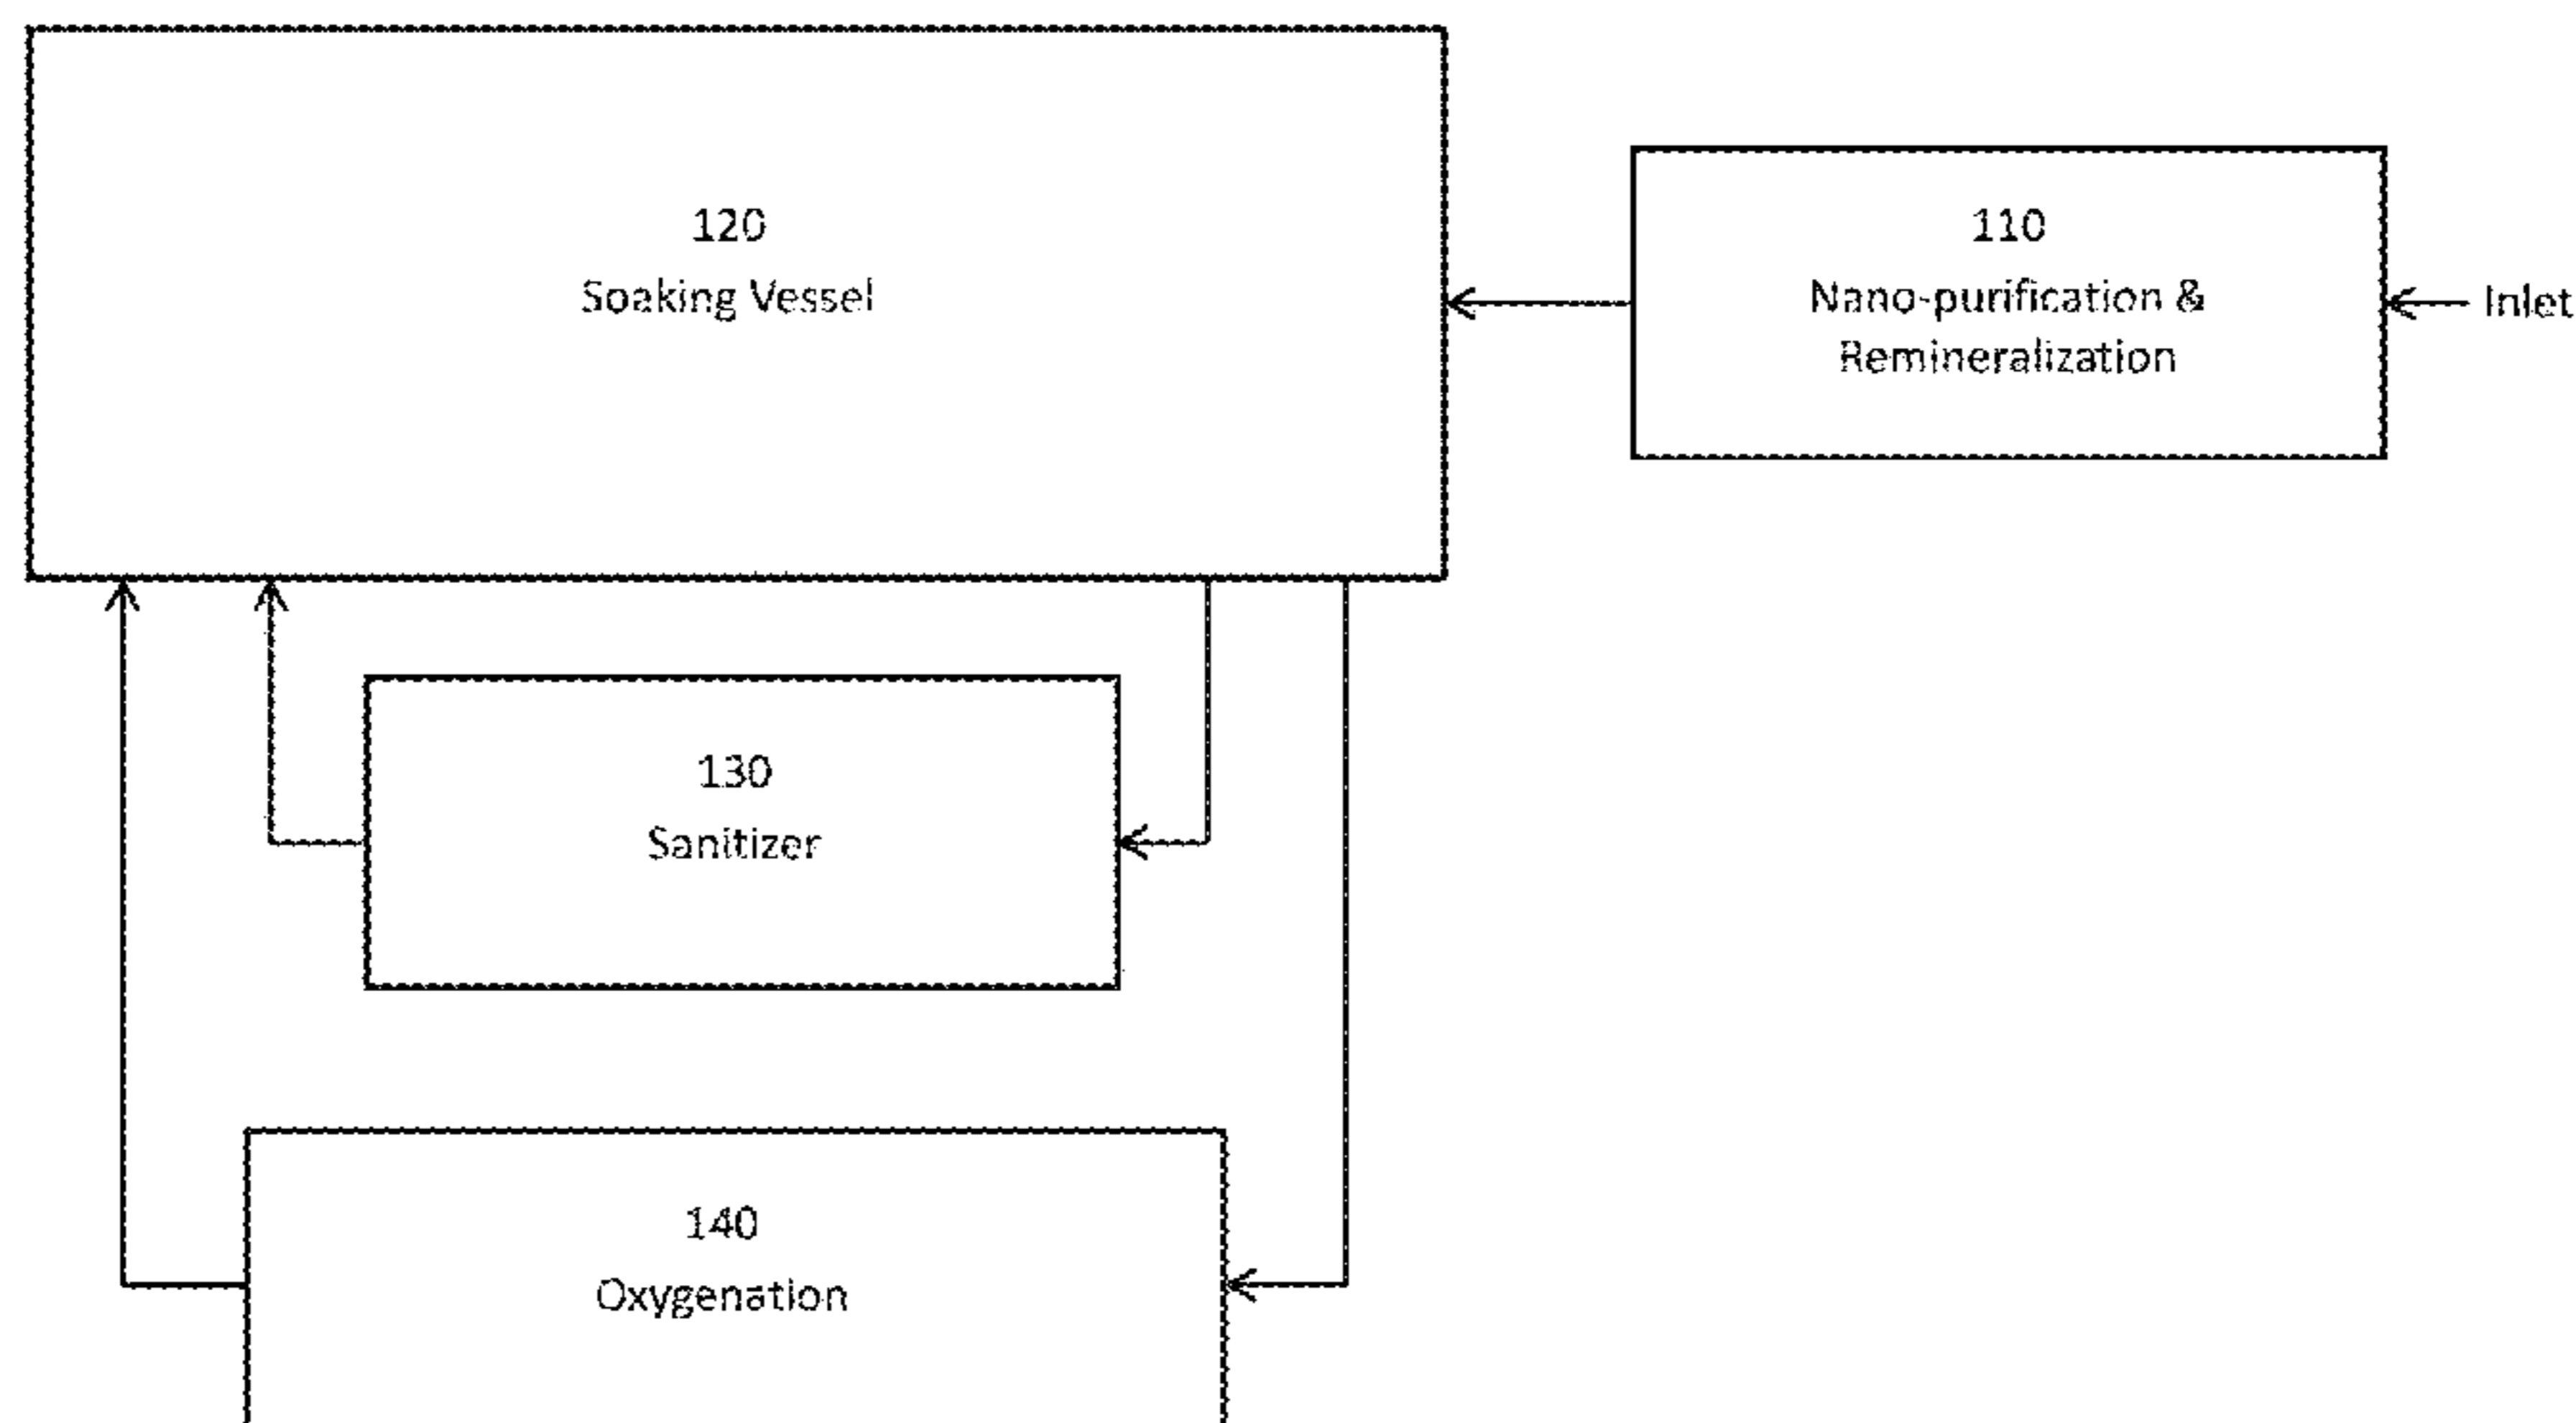 120
Soaking Vessel
110
Nano-purification &
Remineralization
Inlet
130
Sanitizer
140
Oxygenation